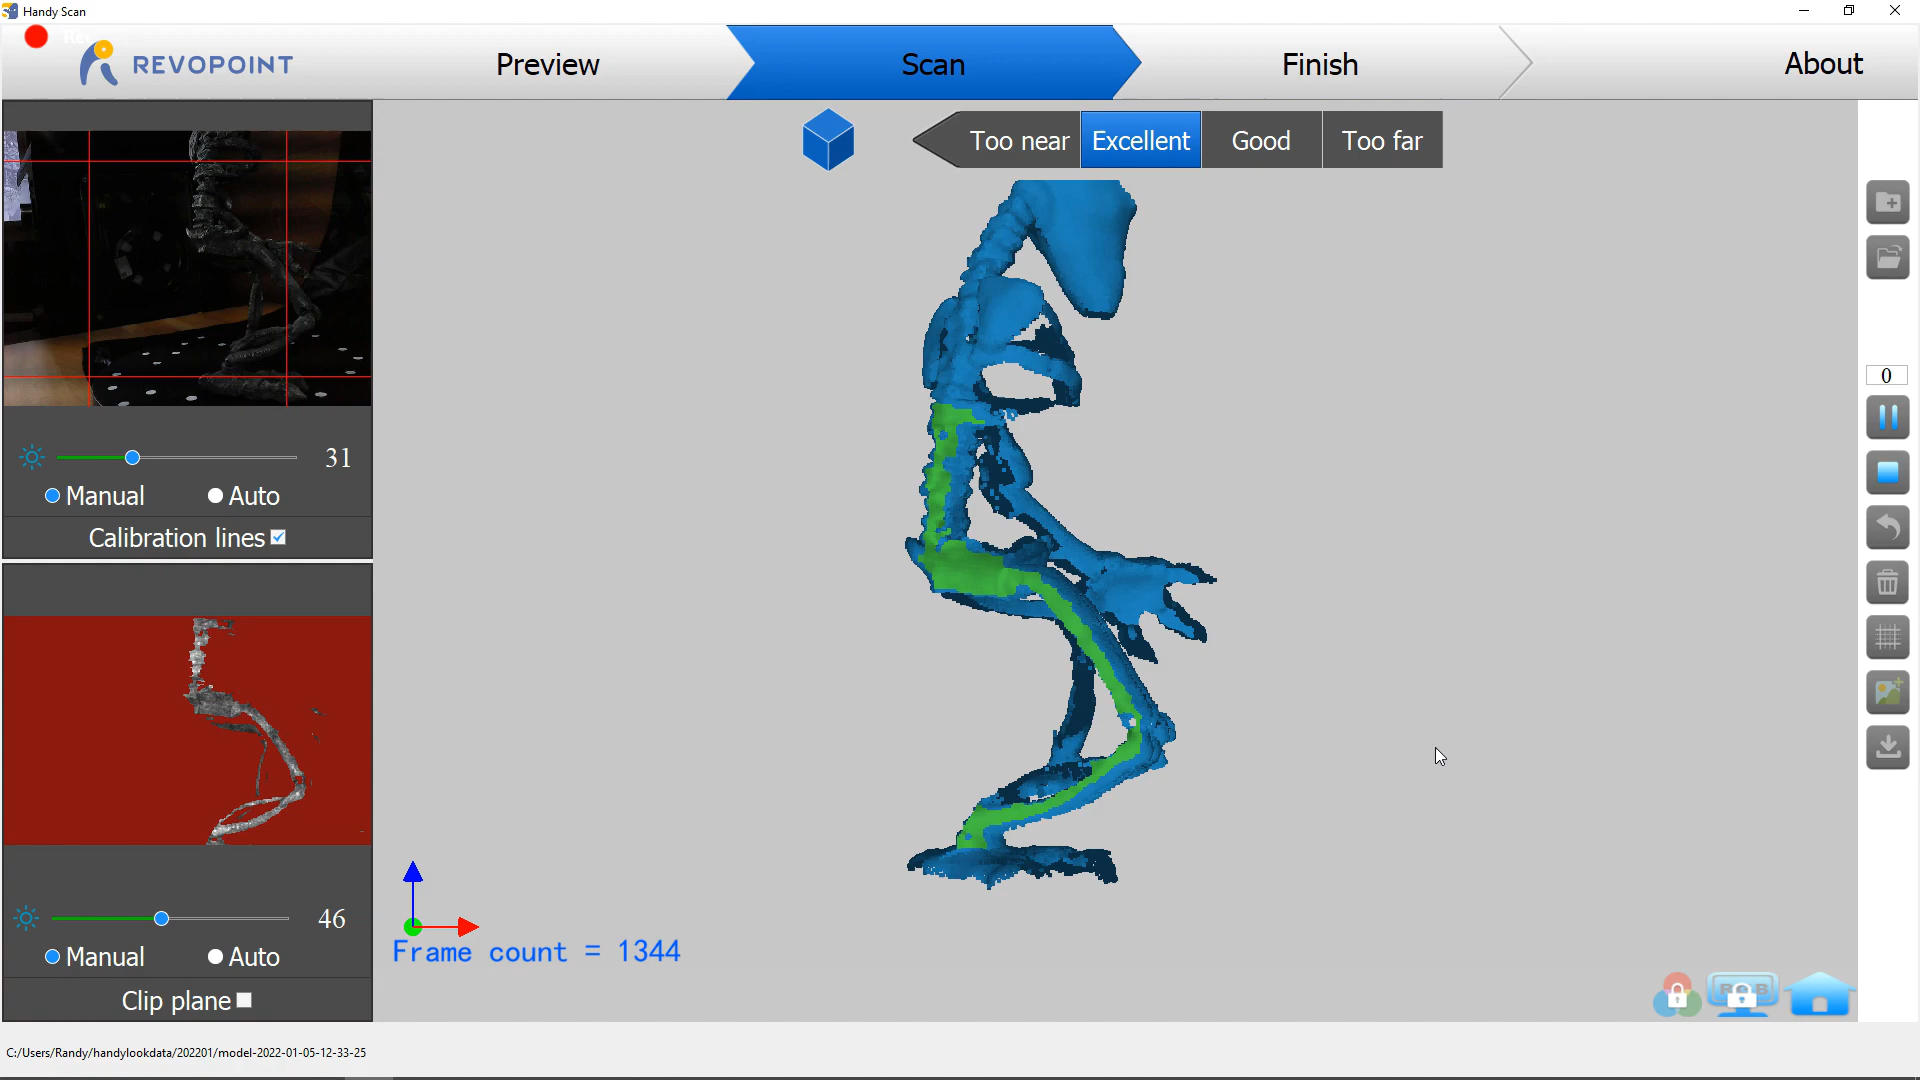 Handy Scan
REVOPOINT
Preview
Scan
Finish
About
Too near
Excellent
Good
Too far
31
Manual
Auto
Calibration lines
0
46
Manual
Auto
Clip plane
Frame count = 1344
RGB
C:/Users/Randy/handylookdata/202201/model-2022-01-05-12-33-25